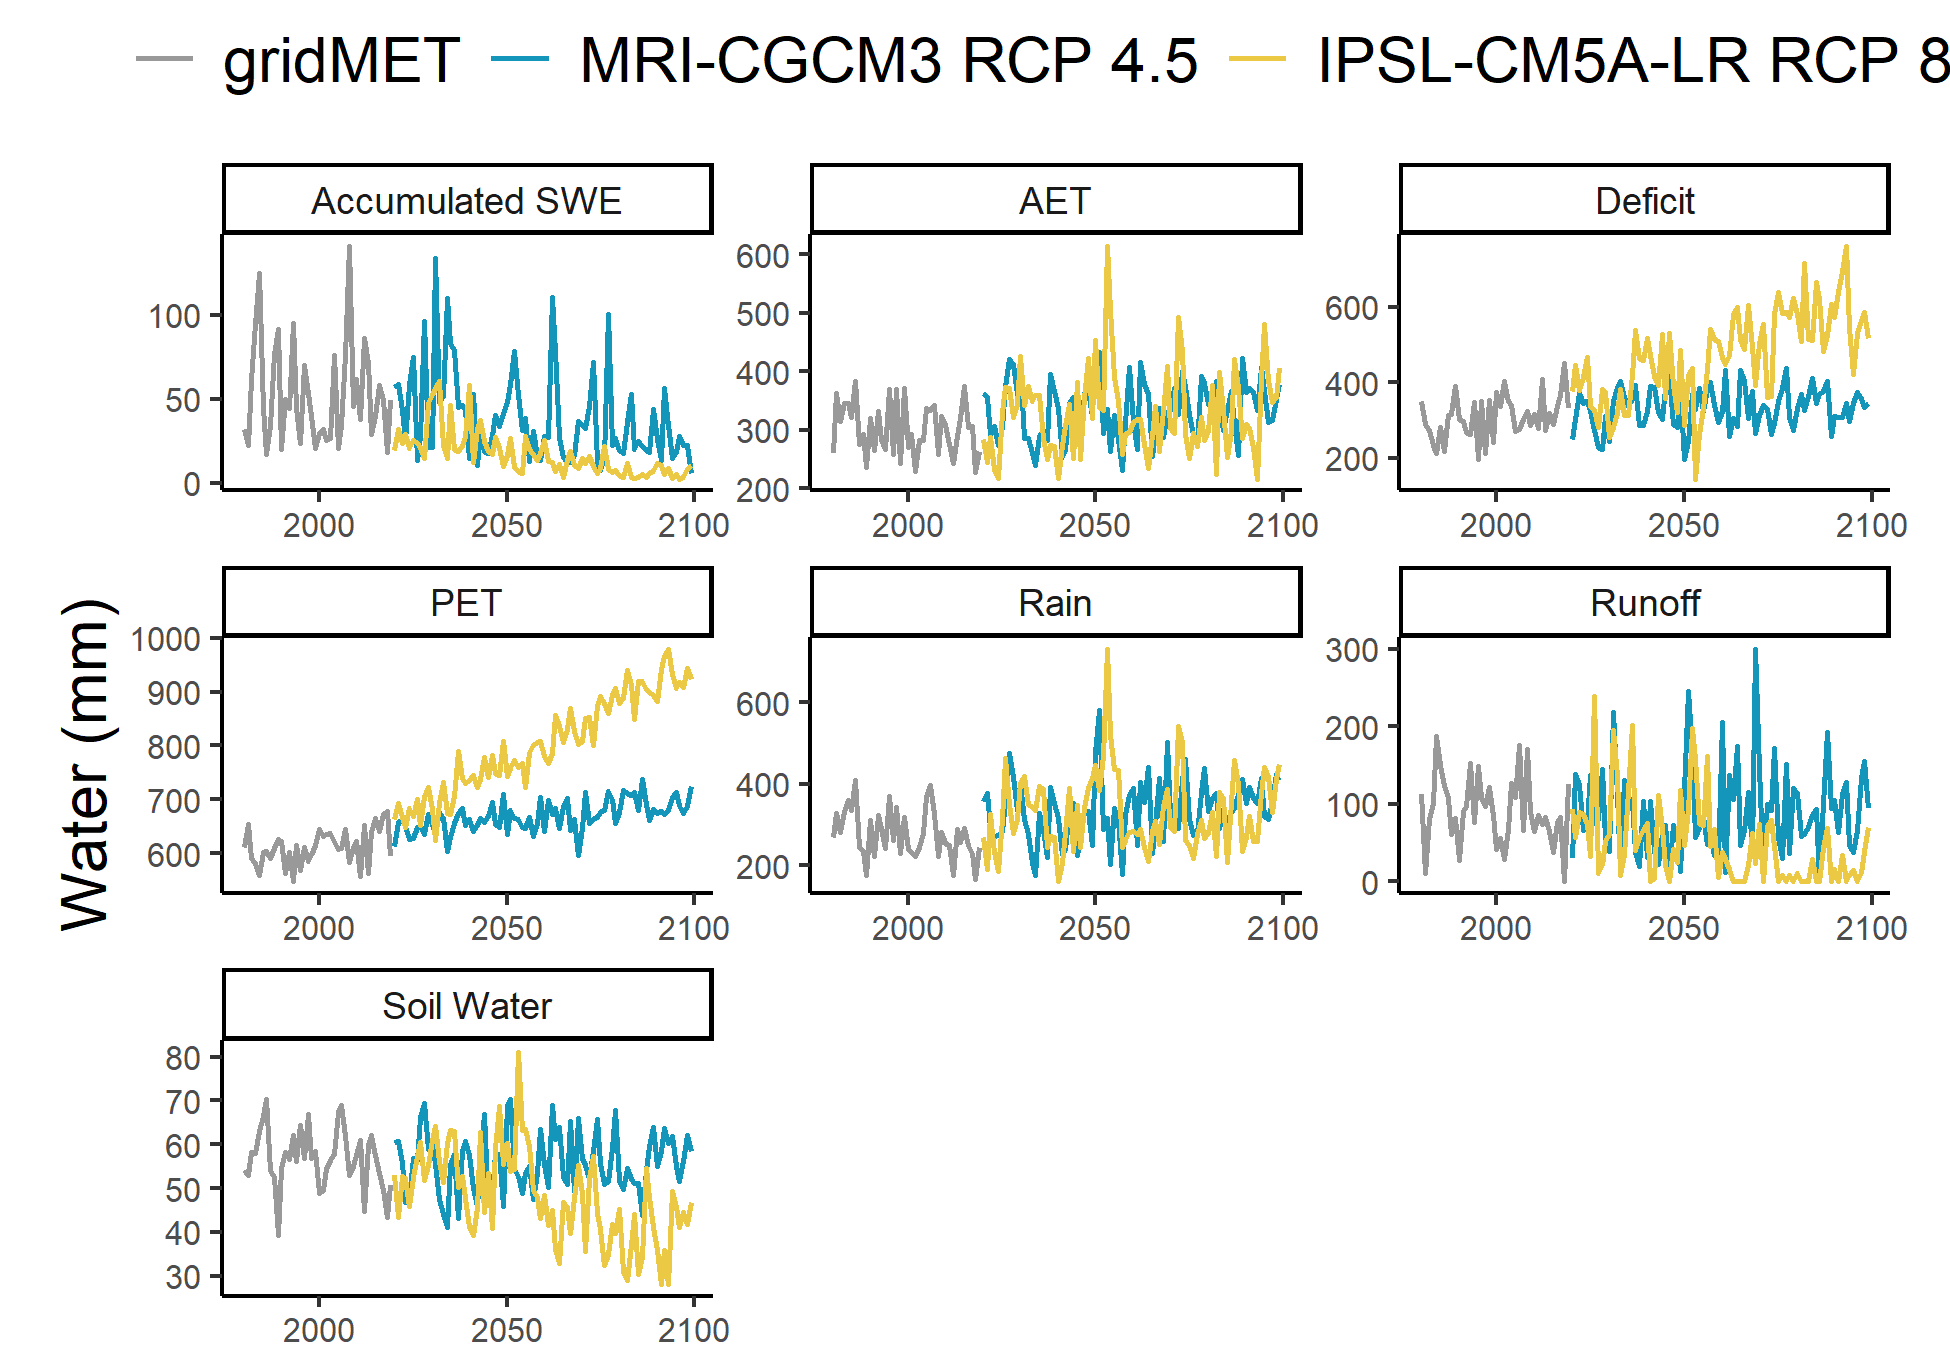 gridMET MRI-CGCM3 RCP 4.5 IPSL-CM5A-LR RCP 8
Accumulated SWE AET Deficit
100
50
0
2000 2050 2100
600
500
400
300
200
2000 2050 2100
600
400
200
2000 2050 2100
Water (mm)
PET Rain Runoff
1000
900
800
700
600
2000 2050 2100
600
400
200
2000 2050 2100
300
200
100
0
2000 2050 2100
Soil Water
80
70
60
50
40
30
2000 2050 2100